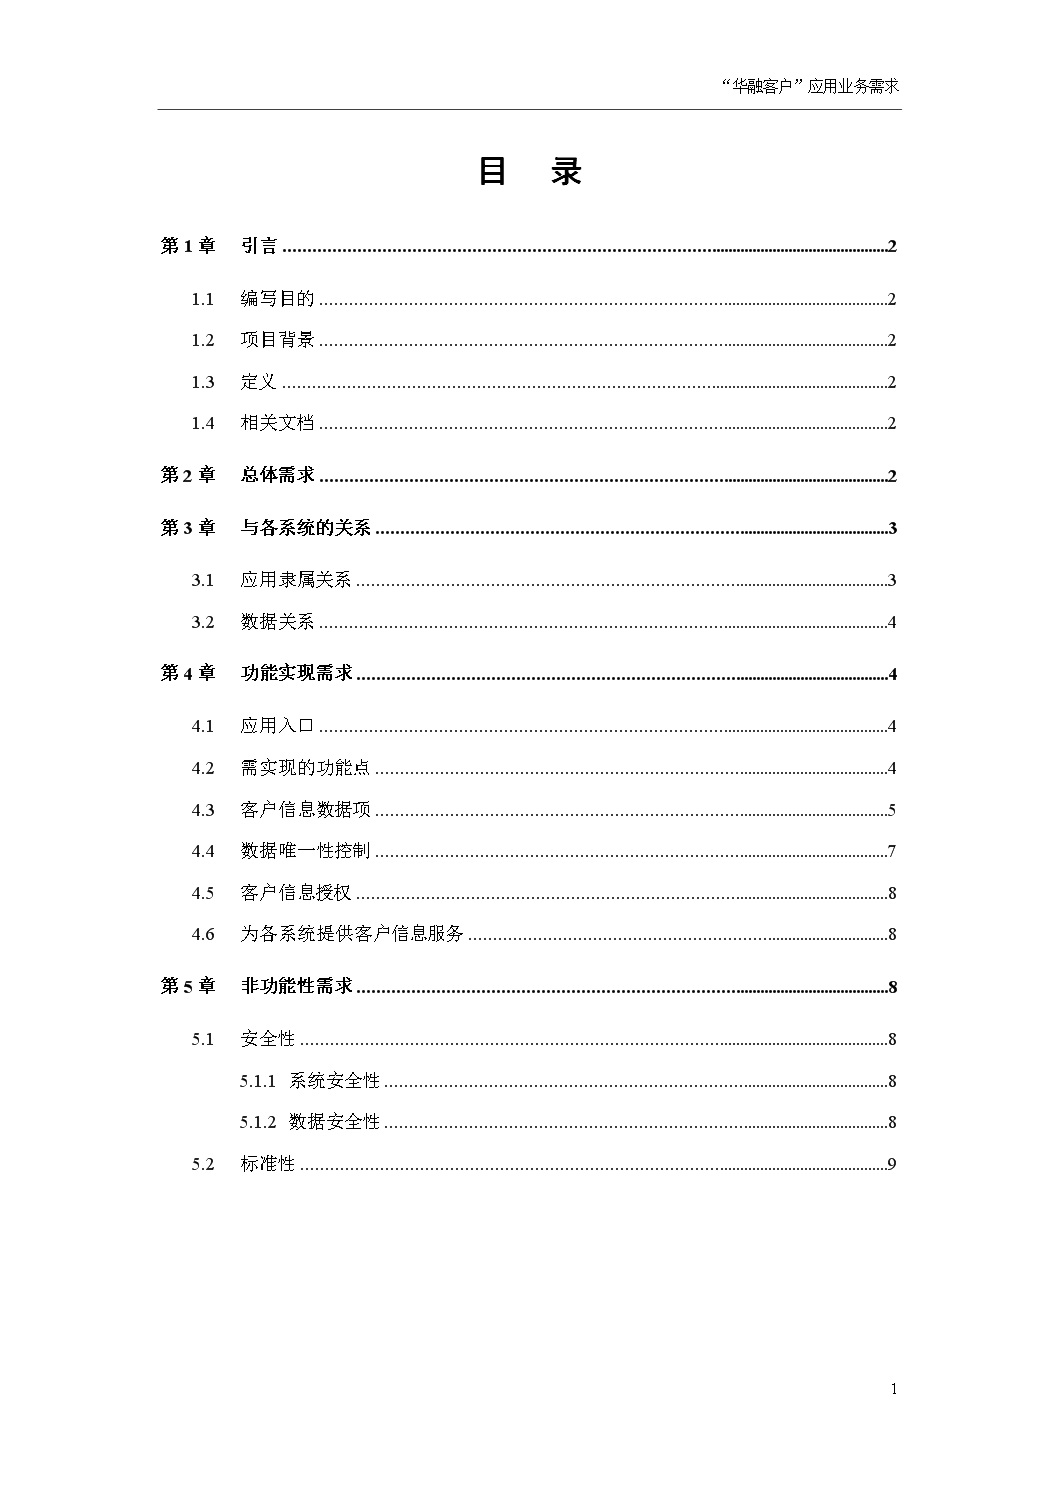 “华融客户”应用业务需求
目 录
第 1 章 引言 ........ 2
1.1 编写目的 ........ 2
1.2 项目背景 ........ 2
1.3 定义 ........ 2
1.4 相关文档 ........ 2
第 2 章 总体需求 ........ 2
第 3 章 与各系统的关系 ........ 3
3.1 应用隶属关系 ........ 3
3.2 数据关系 ........ 4
第 4 章 功能实现需求 ........ 4
4.1 应用入口 ........ 4
4.2 需实现的功能点 ........ 4
4.3 客户信息数据项 ........ 5
4.4 数据唯一性控制 ........ 7
4.5 客户信息授权 ........ 8
4.6 为各系统提供客户信息服务 ........ 8
第 5 章 非功能性需求 ........ 8
5.1 安全性 ........ 8
5.1.1 系统安全性 ........ 8
5.1.2 数据安全性 ........ 8
5.2 标准性 ........ 9
1